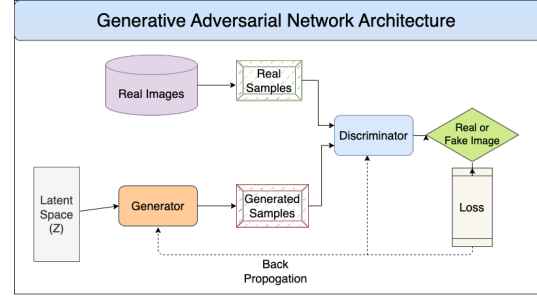 Generative Adversarial Network Architecture
Real Images
Real
Samples
Discriminator
Real or
Fake Image
Latent
Space
(Z)
Generator
Generated
Samples
Loss
Back
Propogation